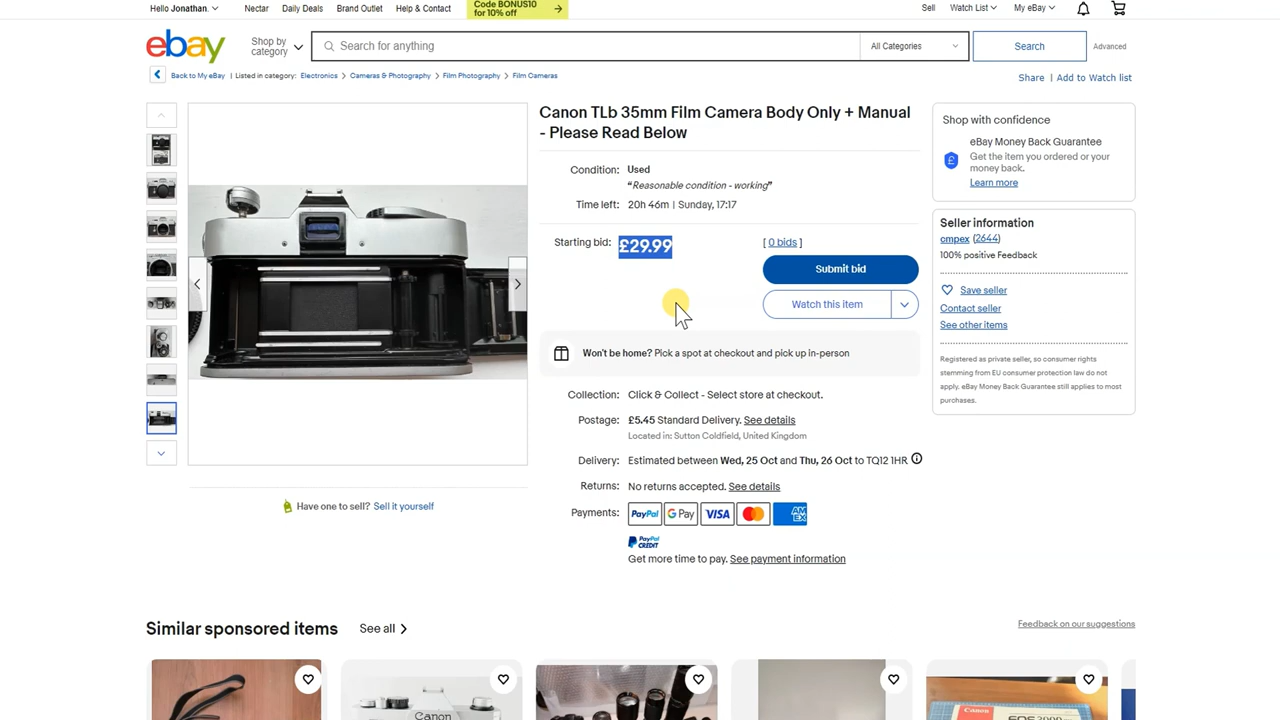 Hello Jonathan. Nectar Daily Deals Brand Outlet Help & Contact Code BONUS10
for 10% off Sell Watch List My eBay
ebay Shop by
category Search for anything All Categories Search Advanced
Back to My eBay | Listed in category: Electronics > Cameras & Photography > Film Photography > Film Cameras Share | Add to Watch list
Canon TLb 35mm Film Camera Body Only + Manual
- Please Read Below
Condition: Used
“Reasonable condition - working”
Time left: 20h 46m | Sunday, 17:17
Starting bid: £29.99 [ 0 bids ]
Submit bid
Watch this item
Won't be home? Pick a spot at checkout and pick up in-person
Collection: Click & Collect - Select store at checkout.
Postage: £5.45 Standard Delivery. See details
Located in: Sutton Coldfield, United Kingdom
Delivery: Estimated between Wed, 25 Oct and Thu, 26 Oct to TQ12 1HR
Returns: No returns accepted. See details
Payments: PayPal G Pay VISA AMEX
PayPal
CREDIT
Get more time to pay. See payment information
Shop with confidence
eBay Money Back Guarantee
Get the item you ordered or your
money back.
Learn more
Seller information
ompex (2644)
100% positive Feedback
Save seller
Contact seller
See other items
Registered as private seller, so consumer rights
stemming from EU consumer protection law do not
apply. eBay Money Back Guarantee still applies to most
purchases.
Have one to sell? Sell it yourself
Similar sponsored items See all > Feedback on our suggestions
Canon
Canon